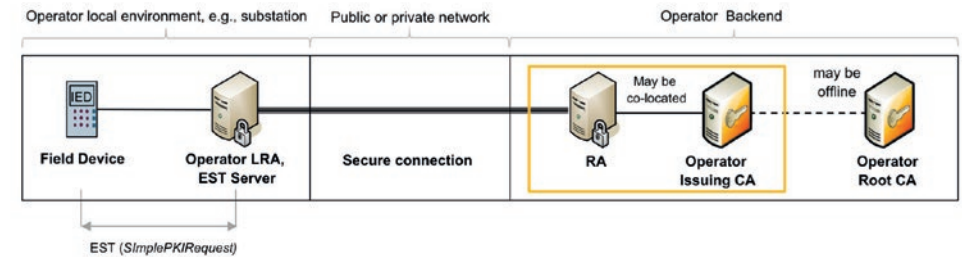 Operator local environment, e.g., substation
Public or private network
Operator Backend
IED
May be
co-located
may be
offline
Field Device
Operator LRA,
EST Server
Secure connection
RA
Operator
Issuing CA
Operator
Root CA
EST (SImplePKIRequest)